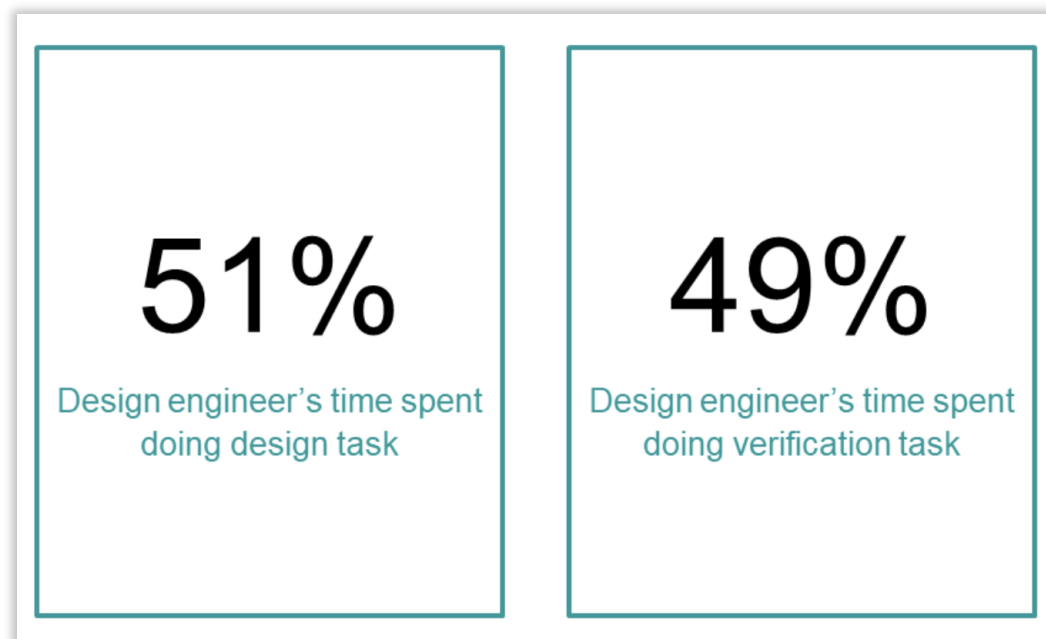 51%
Design engineer’s time spent
doing design task
49%
Design engineer’s time spent
doing verification task